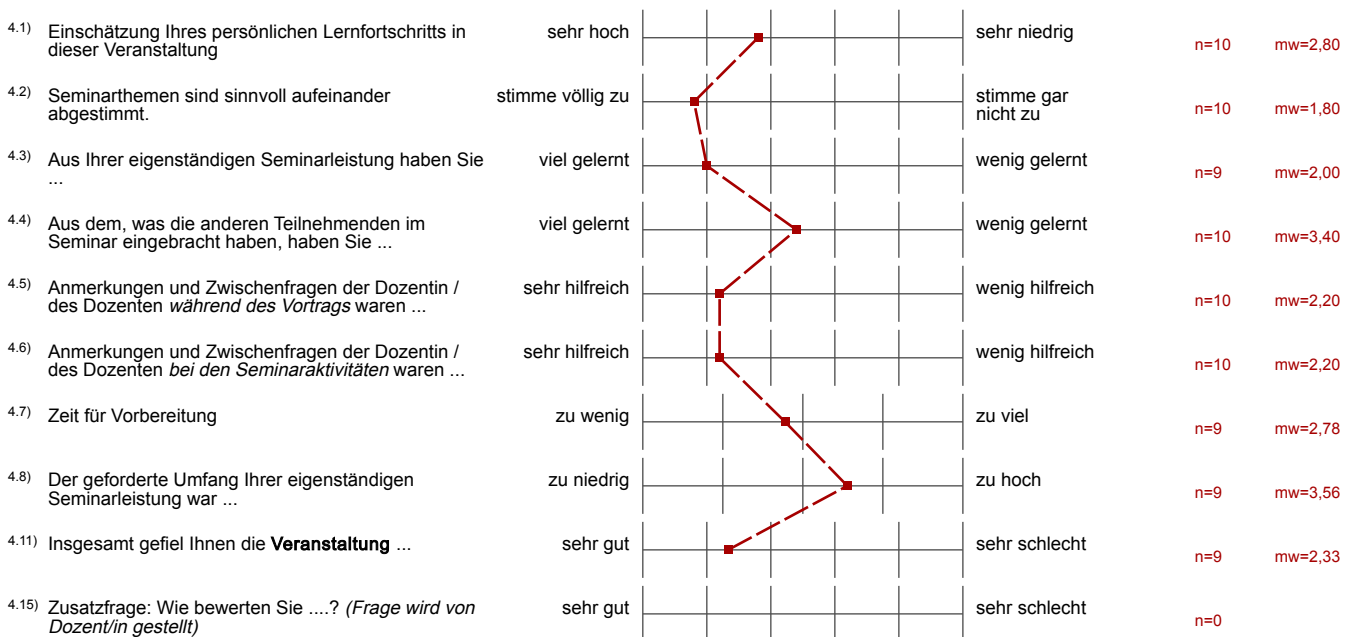 4.1) Einschätzung Ihres persönlichen Lernfortschritts in sehr hoch sehr niedrig
dieser Veranstaltung n=10 mw=2,80
4.2) Seminarthemen sind sinnvoll aufeinander stimme völlig zu stimme gar
abgestimmt. nicht zu n=10 mw=1,80
4.3) Aus Ihrer eigenständigen Seminarleistung haben Sie viel gelernt wenig gelernt
... n=9 mw=2,00
4.4) Aus dem, was die anderen Teilnehmenden im viel gelernt wenig gelernt
Seminar eingebracht haben, haben Sie ... n=10 mw=3,40
4.5) Anmerkungen und Zwischenfragen der Dozentin / sehr hilfreich wenig hilfreich
des Dozenten während des Vortrags waren ... n=10 mw=2,20
4.6) Anmerkungen und Zwischenfragen der Dozentin / sehr hilfreich wenig hilfreich
des Dozenten bei den Seminaraktivitäten waren ... n=10 mw=2,20
4.7) Zeit für Vorbereitung zu wenig zu viel
n=9 mw=2,78
4.8) Der geforderte Umfang Ihrer eigenständigen zu niedrig zu hoch
Seminarleistung war ... n=9 mw=3,56
4.11) Insgesamt gefiel Ihnen die Veranstaltung ... sehr gut sehr schlecht
n=9 mw=2,33
4.15) Zusatzfrage: Wie bewerten Sie ....? (Frage wird von sehr gut sehr schlecht
Dozent/in gestellt) n=0